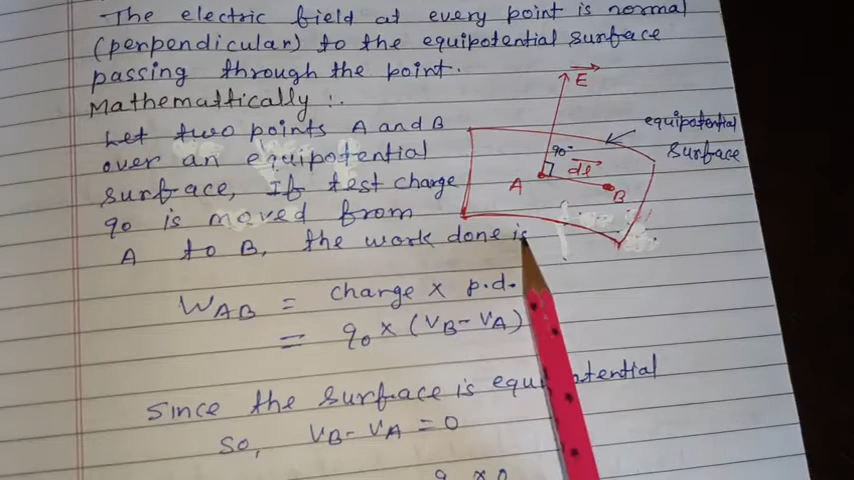 The electric field at every point is normal
(perpendicular) to the equipotential surface
passing through the point.
Mathemattically :.
Let two points A and B
over an equipotential
surface, If test charge
q0 is moved from
A to B, the work done is
E
equipotential
surface
90°
dl
A
B
WAB = charge × p.d.
= q0 × (VB - VA)
Since the surface is equipotential
So, VB - VA = 0
q × 0